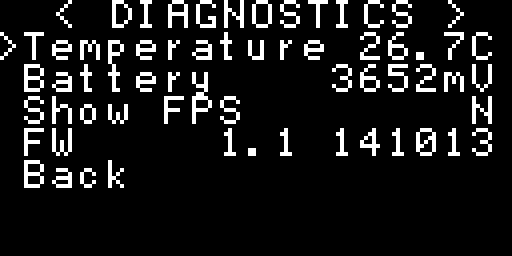 < DIAGNOSTICS >
>Temperature 26.7C
Battery 3652mV
Show FPS N
FW 1.1 141013
Back